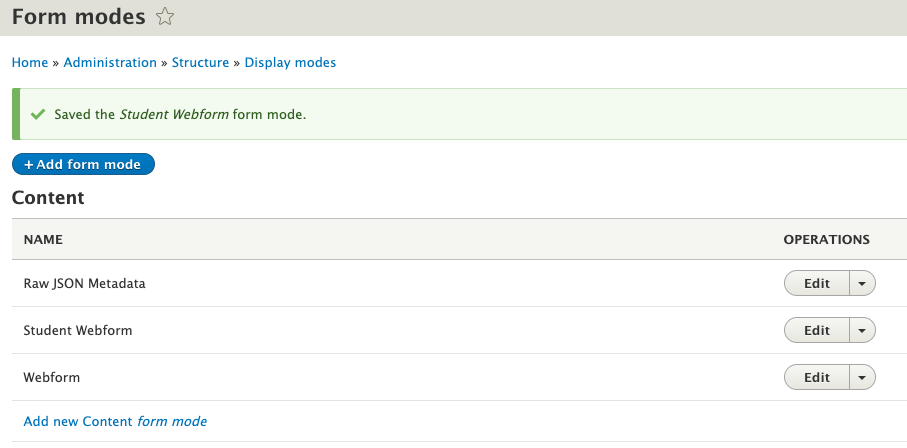 Form modes
Home » Administration » Structure » Display modes
Saved the Student Webform form mode.
+ Add form mode
Content
NAME OPERATIONS
Raw JSON Metadata Edit
Student Webform Edit
Webform Edit
Add new Content form mode